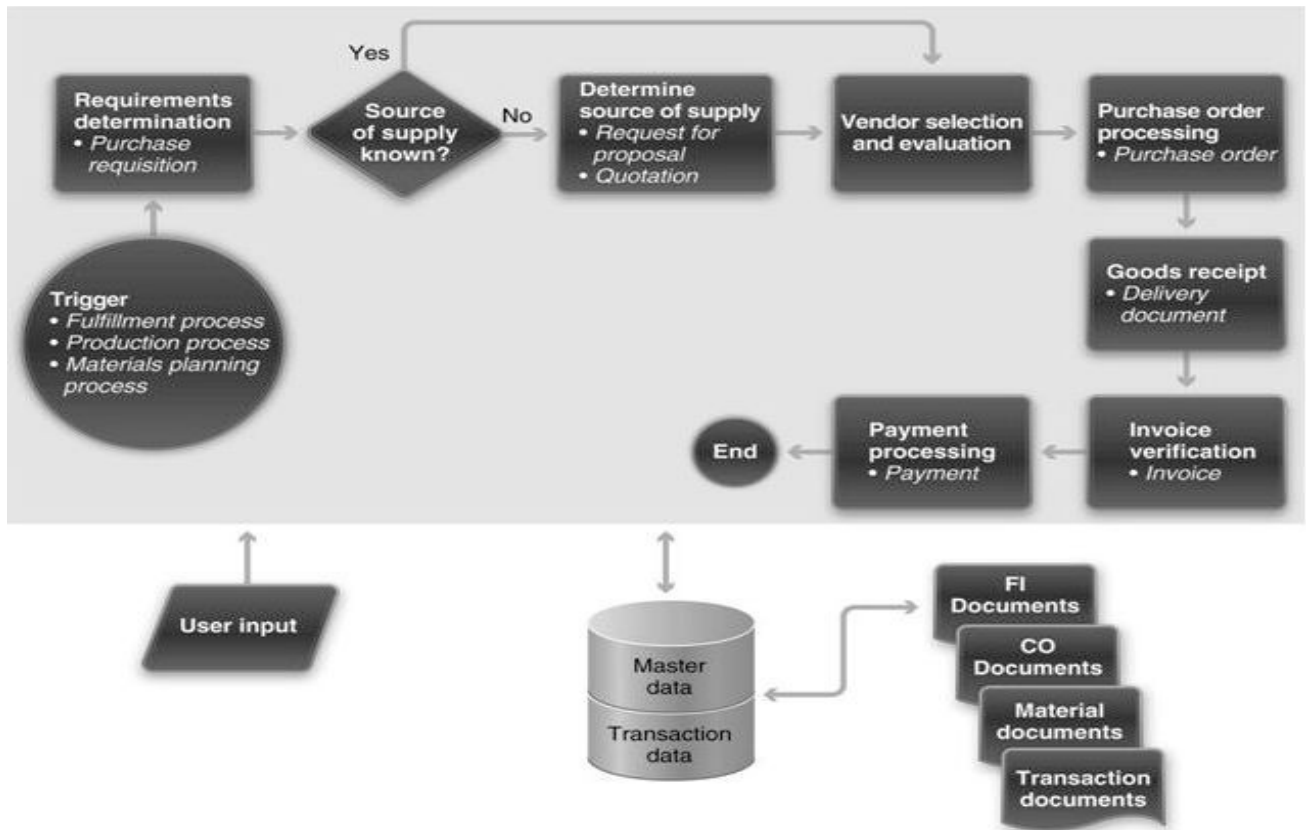 Yes
Requirements
determination
• Purchase
requisition
Source
of supply
known?
No
Determine
source of supply
• Request for
proposal
• Quotation
Vendor selection
and evaluation
Purchase order
processing
• Purchase order
Trigger
• Fulfillment process
• Production process
• Materials planning
process
Goods receipt
• Delivery
document
Invoice
verification
• Invoice
Payment
processing
• Payment
End
User input
Master
data
Transaction
data
FI
Documents
CO
Documents
Material
documents
Transaction
documents